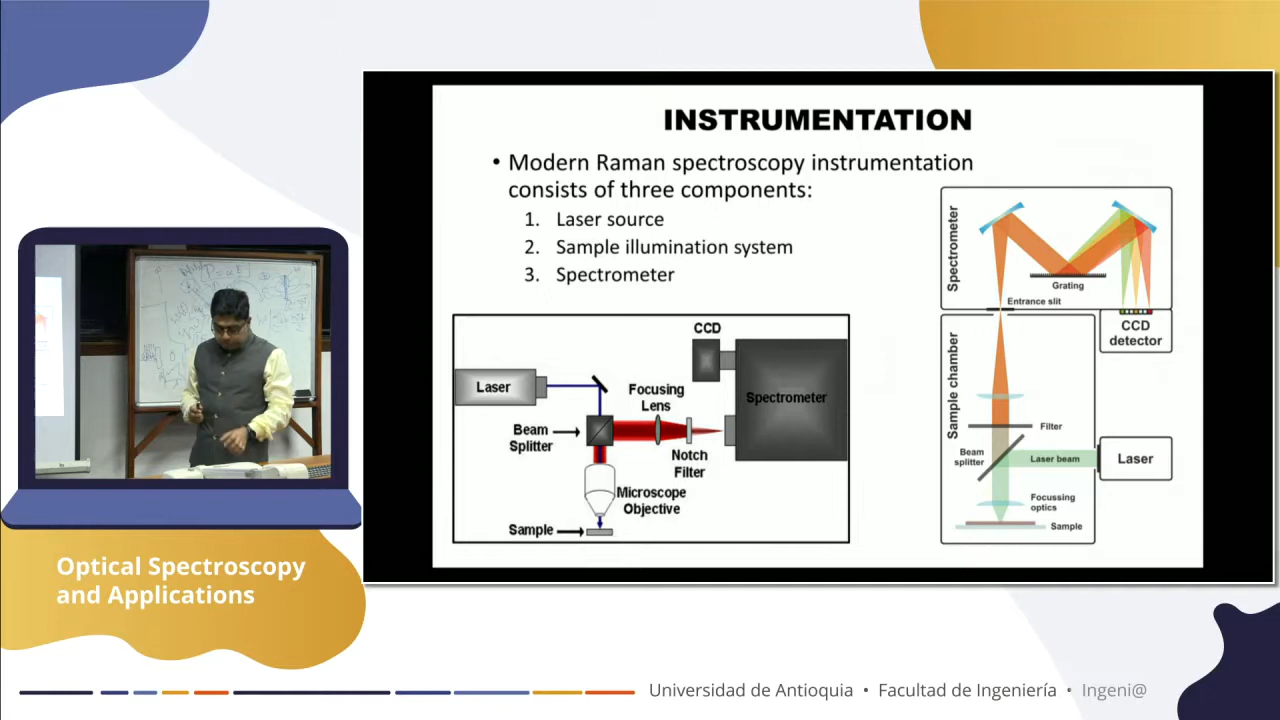 INSTRUMENTATION
• Modern Raman spectroscopy instrumentation
consists of three components:
1. Laser source
2. Sample illumination system
3. Spectrometer
CCD
Laser
Focusing
Lens
Spectrometer
Beam
Splitter
Notch
Filter
Microscope
Objective
Sample
Spectrometer
Grating
Entrance slit
CCD
detector
Sample chamber
Filter
Beam
splitter
Laser beam
Laser
Focussing
optics
Sample
Optical Spectroscopy
and Applications
Universidad de Antioquia • Facultad de Ingeniería • Ingeni@